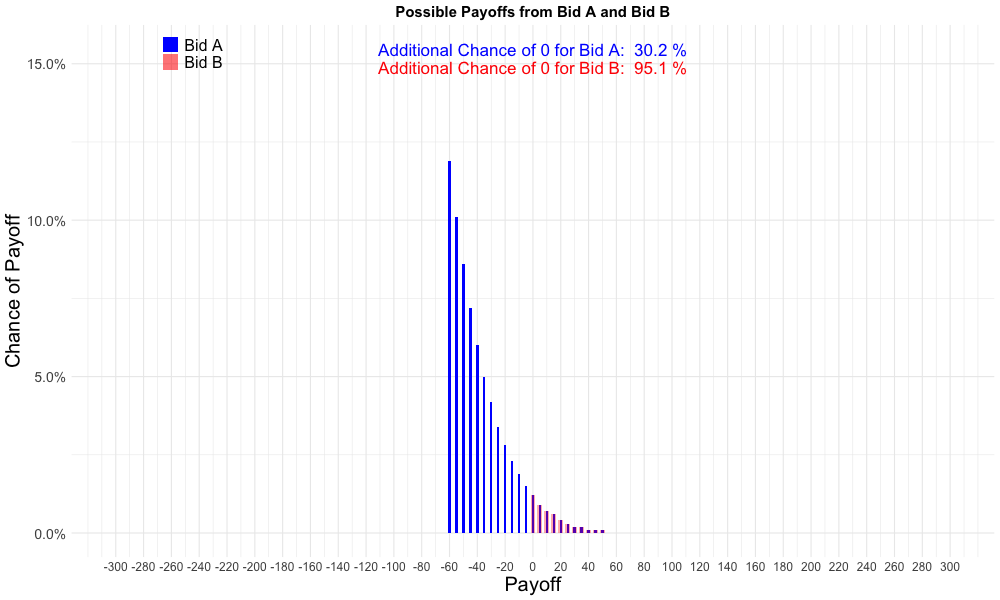 Possible Payoffs from Bid A and Bid B
Bid A
Bid B
Additional Chance of 0 for Bid A: 30.2 %
Additional Chance of 0 for Bid B: 95.1 %
Chance of Payoff
15.0%
10.0%
5.0%
0.0%
-300 -280 -260 -240 -220 -200 -180 -160 -140 -120 -100 -80 -60 -40 -20 0 20 40 60 80 100 120 140 160 180 200 220 240 260 280 300
Payoff